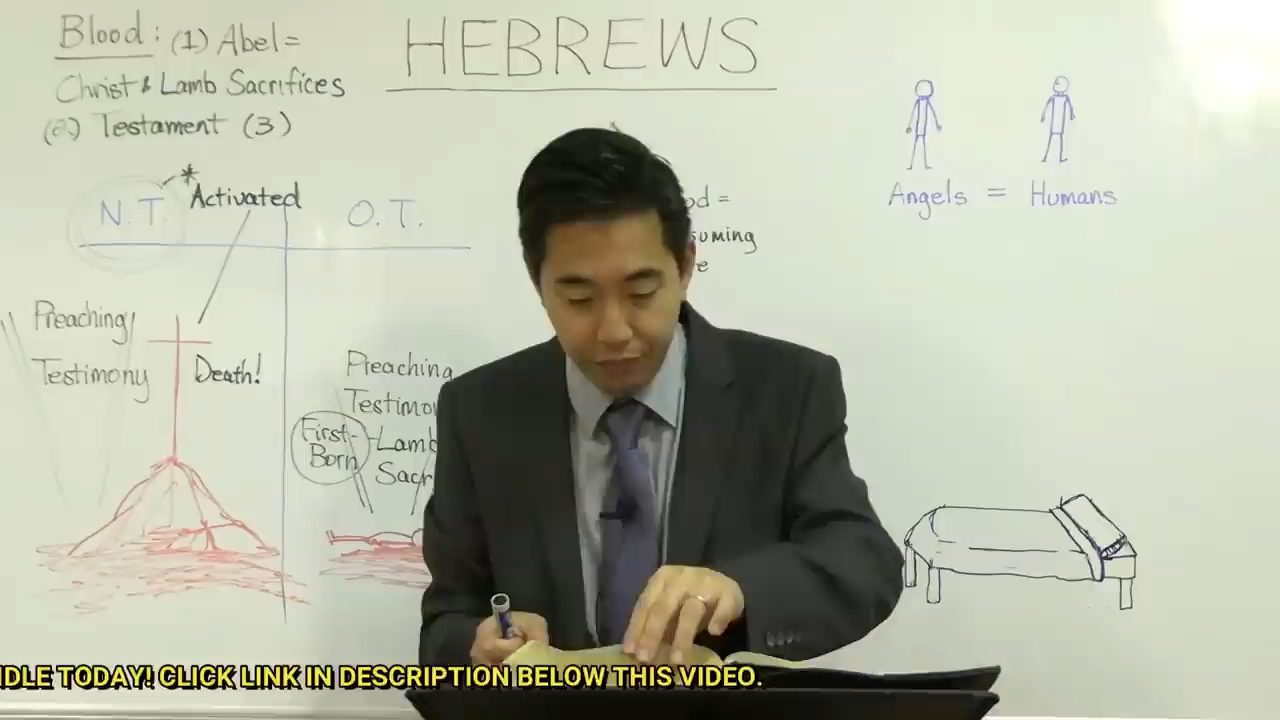 HEBREWS
Blood: (1) Abel=
Christ & Lamb Sacrifices
(2) Testament (3)
N.T. * Activated
O.T.
Preaching
Testimony
Death!
Preaching
First-
Born
Angels = Humans
TODAY! CLICK LINK IN DESCRIPTION BELOW THIS VIDEO.